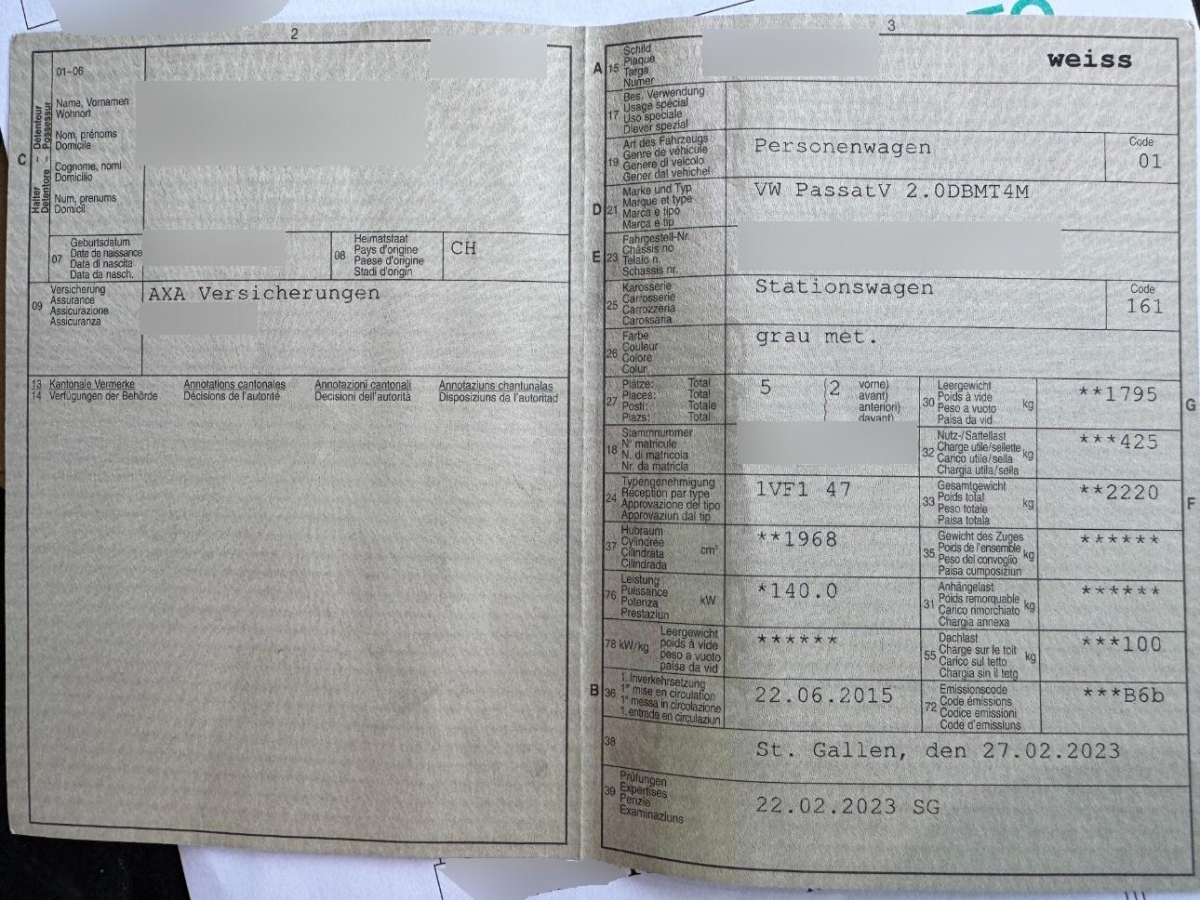 2
01-06
Name, Vornamen
Wohnort
Nom, prénoms
Domicile
Cognome, nomi
Domicilio
Num, prenums
Domicil
C
Halter – Détenteur
Detentore – Possessur
07
Geburtsdatum
Date de naissance
Data di nascita
Data da nasch.
08
Heimatstaat
Pays d'origine
Paese d'origine
Stadi d'origin
CH
09
Versicherung
Assurance
Assicurazione
Assicuranza
AXA Versicherungen
13 Kantonale Vermerke Annotations cantonales Annotazioni cantonali Annotaziuns chantunalas
14 Verfügungen der Behörde Décisions de l'autorité Decisioni dell'autorità Disposiziuns da l'autoritad
3
A 15
Schild
Plaque
Targa
Numer
weiss
17
Bes. Verwendung
Usage spécial
Uso speciale
Diever spezial
19
Art des Fahrzeugs
Genre de véhicule
Genere di veicolo
Gener dal vehichel
Personenwagen
Code
01
D 21
Marke und Typ
Marque et type
Marca e tipo
Marca e tip
VW PassatV 2.0DBMT4M
E 23
Fahrgestell-Nr.
Châssis no
Telaio n.
Schassis nr.
25
Karosserie
Carrosserie
Carrozzeria
Carossaria
Stationswagen
Code
161
26
Farbe
Couleur
Colore
Colur
grau met.
27
Plätze: Total
Places: Total
Posti: Totale
Plazs: Total
5 (2 vorne)
avant)
anteriori)
davant)
30
Leergewicht
Poids à vide
Peso a vuoto
Paisa da vid
kg
**1795
G
18
Stammnummer
N° matricule
N. di matricola
Nr. da matricla
32
Nutz-/Sattellast
Charge utile/sellette
Carico utile/sella
Chargia utila/sella
kg
***425
24
Typengenehmigung
Réception par type
Approvazione del tipo
Approvaziun dal tip
1VF1 47
33
Gesamtgewicht
Poids total
Peso totale
Paisa totala
kg
**2220
F
37
Hubraum
Cylindrée
Cilindrata
Cilindrada
cm³
**1968
35
Gewicht des Zuges
Poids de l'ensemble
Peso del convoglio
Paisa cumposiziun
kg
******
76
Leistung
Puissance
Potenza
Prestaziun
kW
*140.0
31
Anhängelast
Poids remorquable
Carico rimorchiato
Chargia annexa
kg
******
78 kW/kg
Leergewicht
poids à vide
peso a vuoto
paisa da vid
******
55
Dachlast
Charge sur le toit
Carico sul tetto
Chargia sin il tetg
kg
***100
B 36
1. Inverkehrsetzung
1re mise en circulation
1a messa in circolazione
1. entrada en circulaziun
22.06.2015
72
Emissionscode
Code émissions
Codice emissioni
Code d'emissiuns
***B6b
38
St. Gallen, den 27.02.2023
39
Prüfungen
Expertises
Perizie
Examinaziuns
22.02.2023 SG